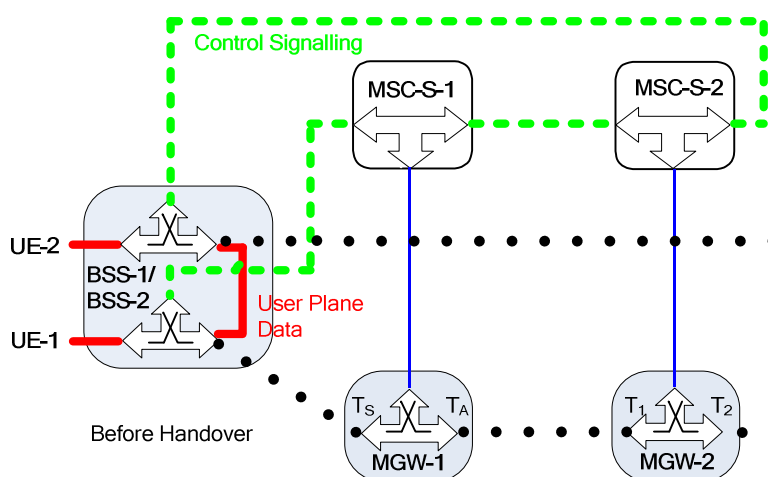 Control Signalling
MSC-S-1
MSC-S-2
UE-2
BSS-1/
BSS-2
User Plane
Data
UE-1
Before Handover
TS
TA
T1
T2
MGW-1
MGW-2